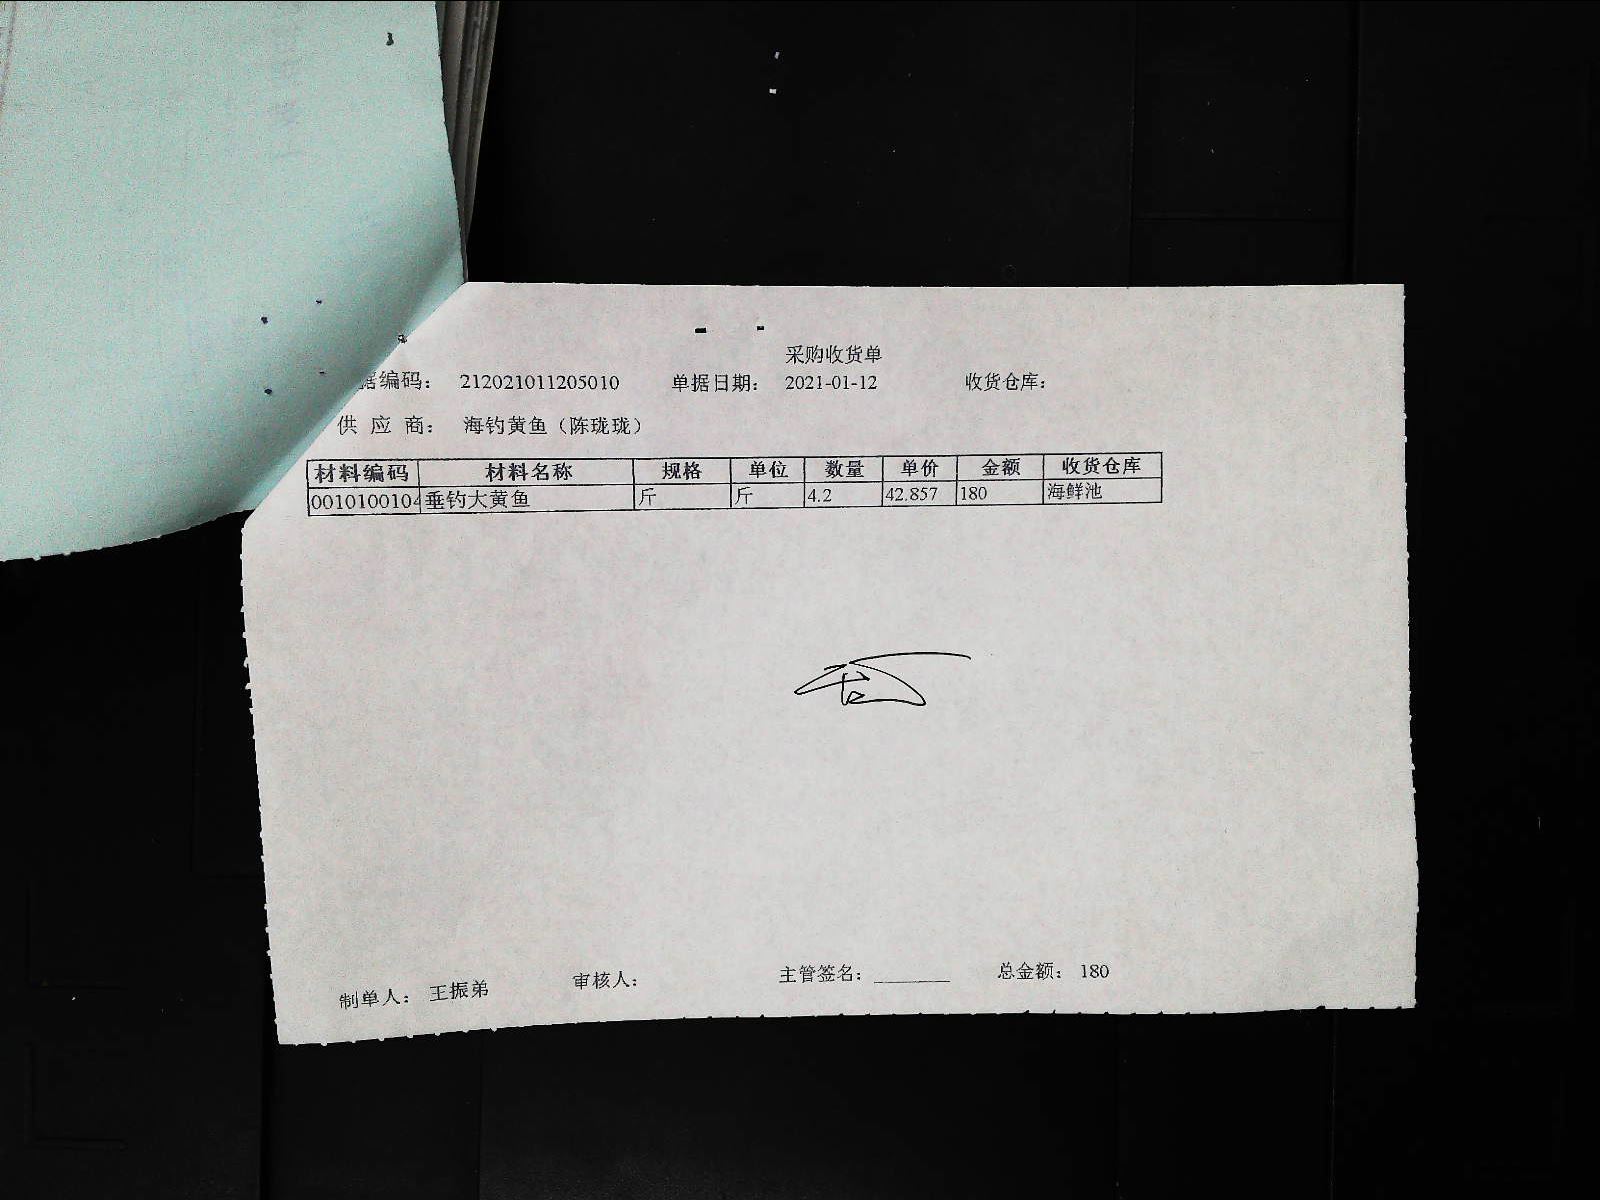 采购收货单
据编码： 212021011205010 单据日期： 2021-01-12 收货仓库：
供 应 商： 海钓黄鱼（陈珑珑）
材料编码 材料名称 规格 单位 数量 单价 金额 收货仓库
0010100104 垂钓大黄鱼 斤 斤 4.2 42.857 180 海鲜池
制单人： 王振弟 审核人： 主管签名：________ 总金额： 180